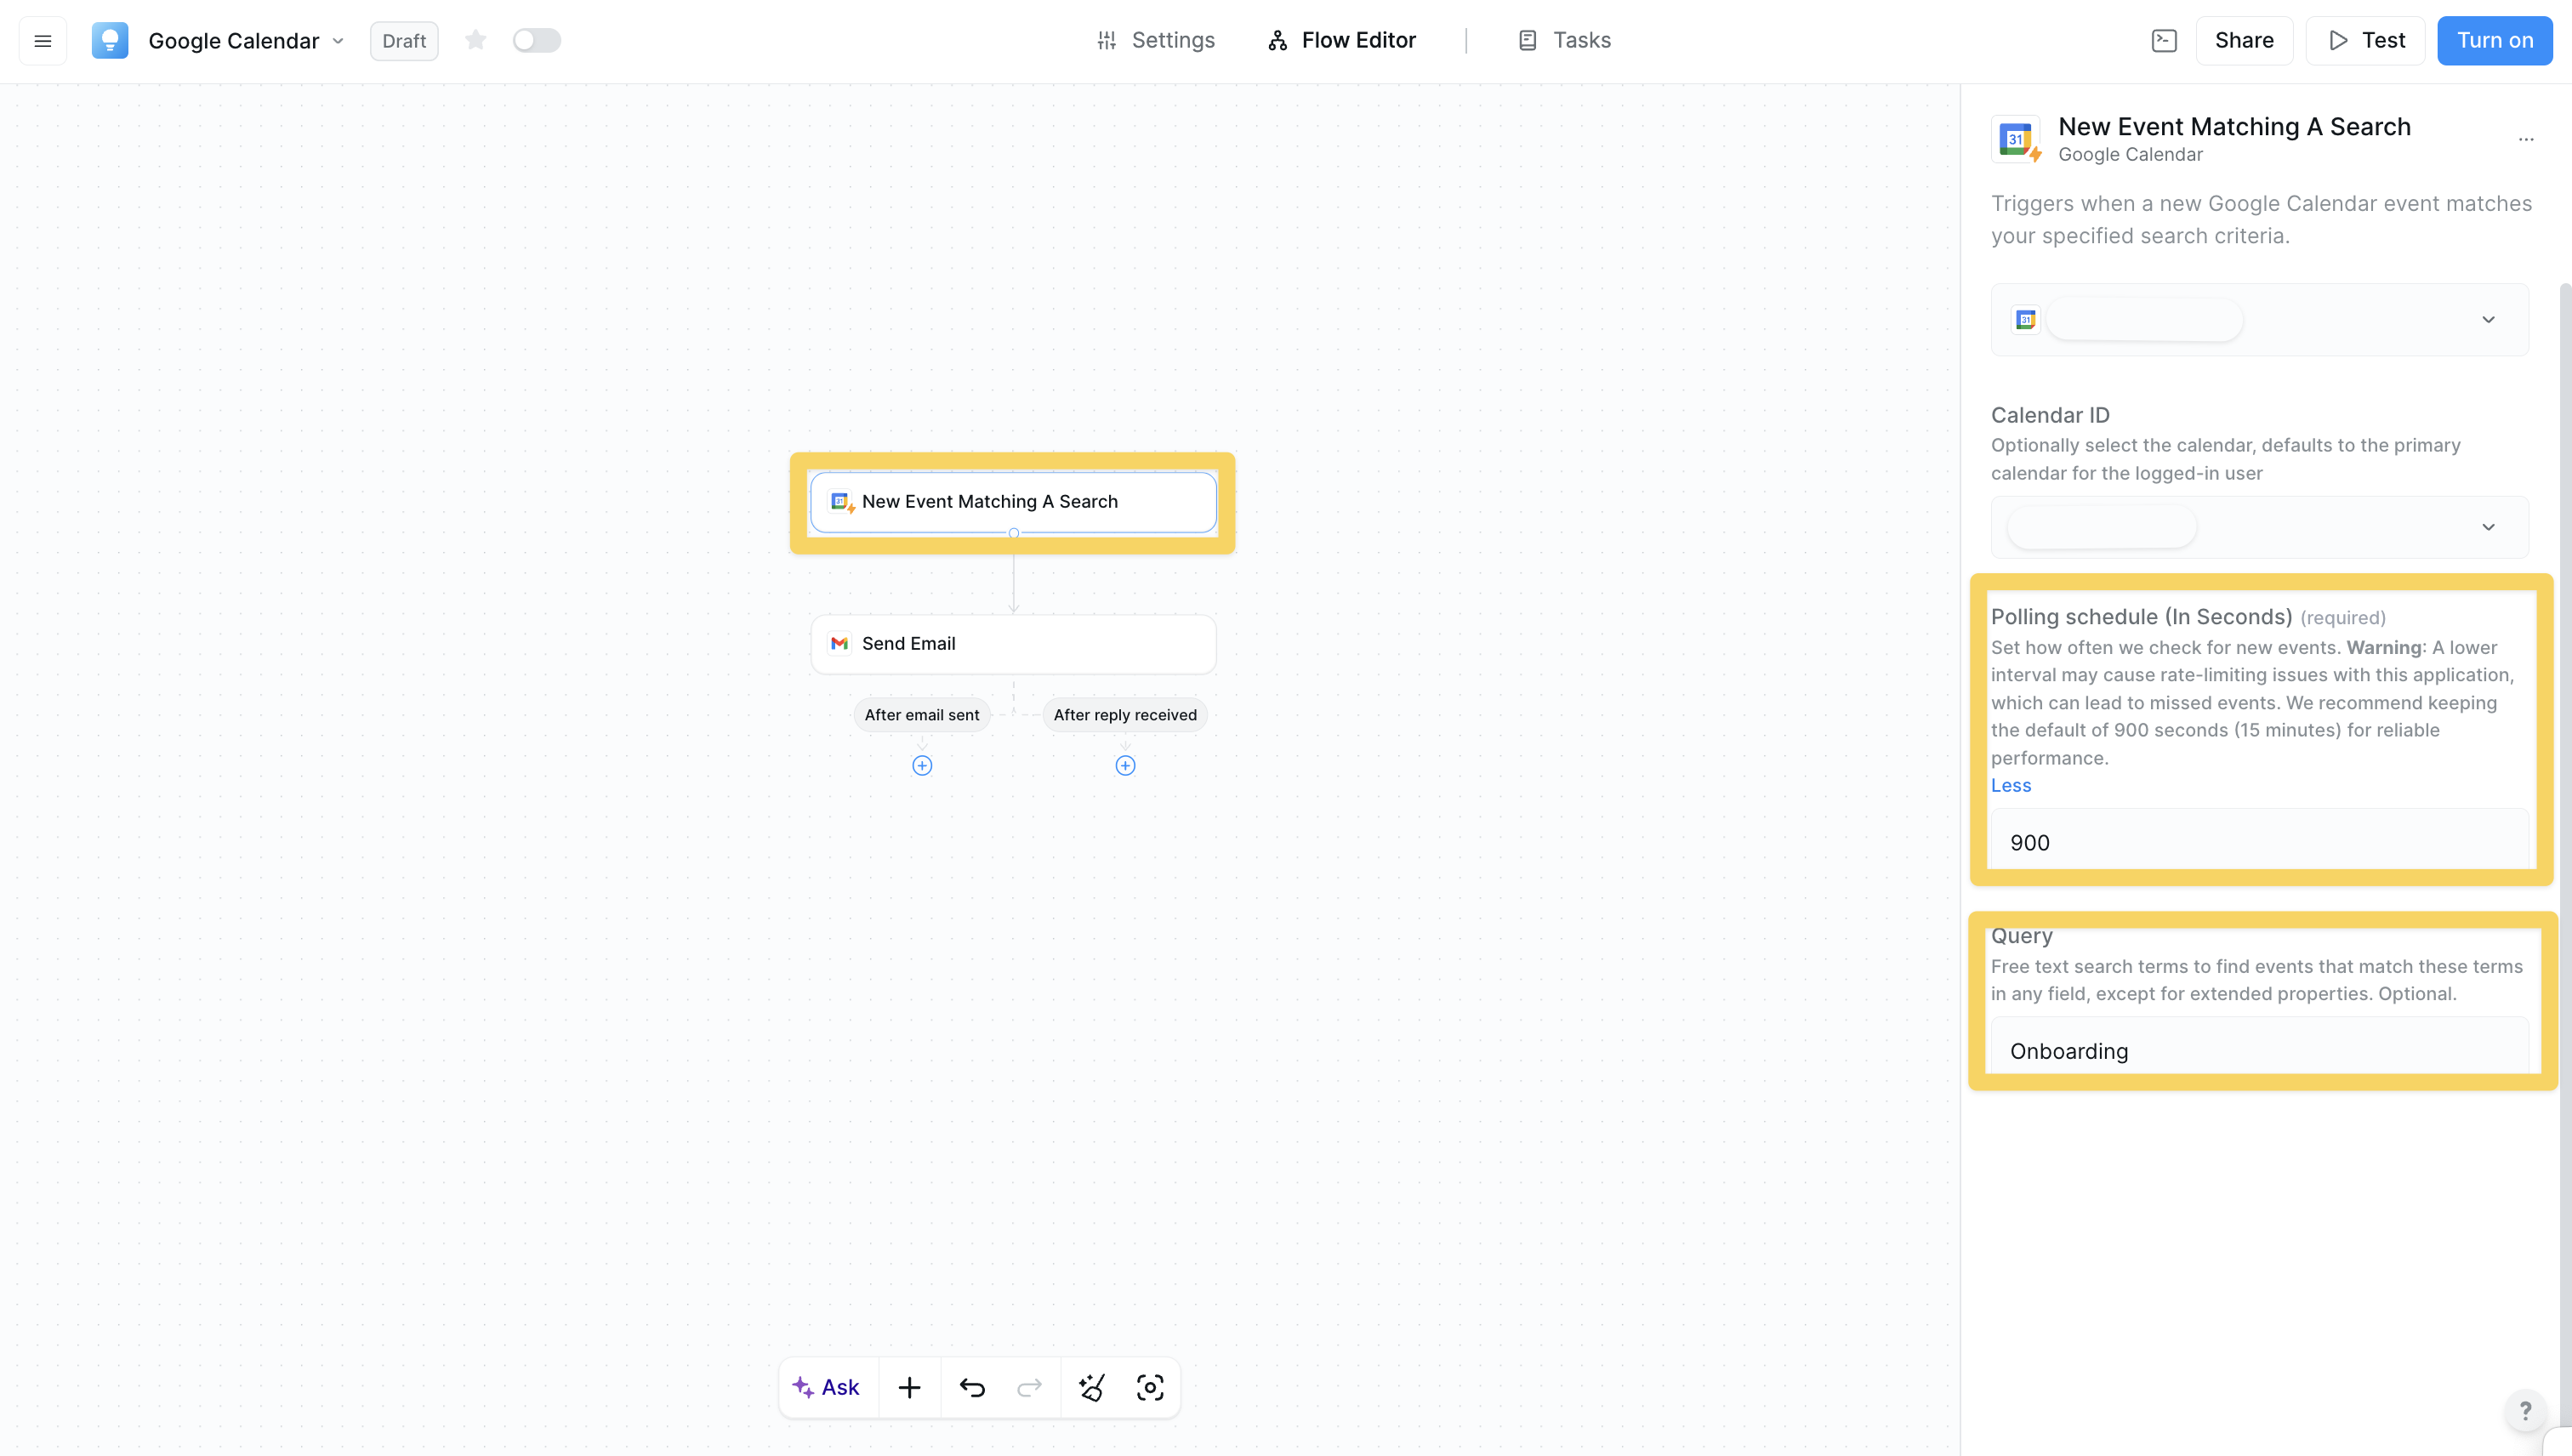 Google Calendar
Draft
Settings
Flow Editor
Tasks
Share
Test
Turn on
New Event Matching A Search
Send Email
After email sent
After reply received
Ask
31
New Event Matching A Search
Google Calendar
Triggers when a new Google Calendar event matches
your specified search criteria.
31
Calendar ID
Optionally select the calendar, defaults to the primary
calendar for the logged-in user
Polling schedule (In Seconds) (required)
Set how often we check for new events. Warning: A lower
interval may cause rate-limiting issues with this application,
which can lead to missed events. We recommend keeping
the default of 900 seconds (15 minutes) for reliable
performance.
Less
900
Query
Free text search terms to find events that match these terms
in any field, except for extended properties. Optional.
Onboarding
?